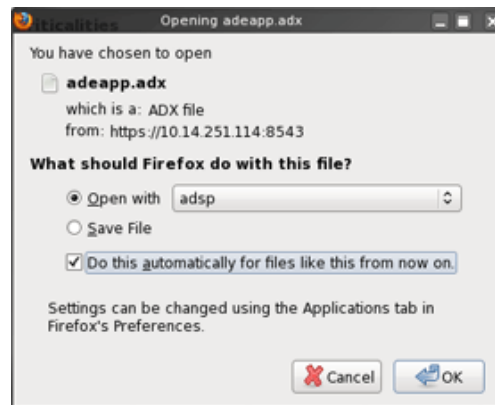 Opening adeapp.adx
You have chosen to open
adeapp.adx
which is a: ADX file
from: https://10.14.251.114:8543
What should Firefox do with this file?
Open with adsp
Save File
Do this automatically for files like this from now on.
Settings can be changed using the Applications tab in
Firefox's Preferences.
Cancel OK